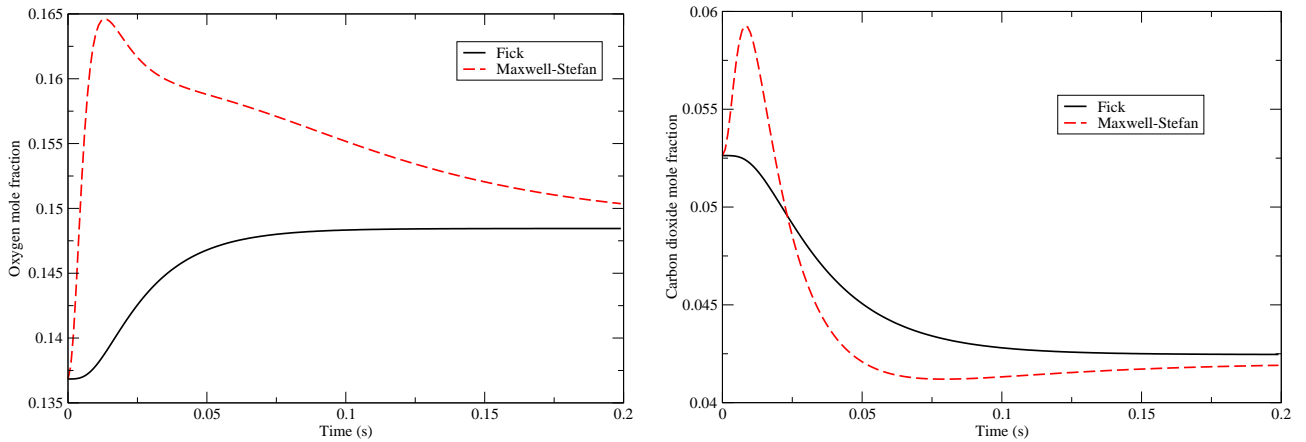 0.165
0.16
0.155
0.15
0.145
0.14
0.135
Oxygen mole fraction
Fick
Maxwell-Stefan
0
0.05
0.1
0.15
0.2
Time (s)
0.06
0.055
0.05
0.045
0.04
Carbon dioxide mole fraction
Fick
Maxwell-Stefan
0
0.05
0.1
0.15
0.2
Time (s)